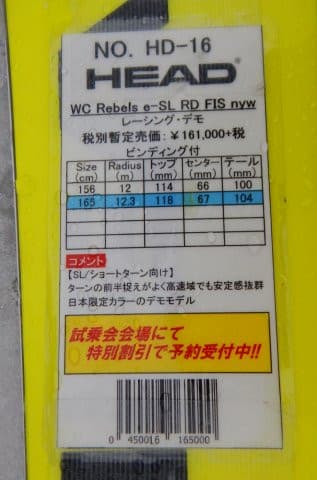 NO. HD-16
HEAD
WC Rebels e-SL RD FIS nyw
レーシング・デモ
税別暫定売価：￥161,000+税
ビンディング付
Size (cm) Radius (m) トップ (mm) センター (mm) テール (mm)
156 12 114 66 100
165 12.3 118 67 104
コメント
【SL/ショートターン向け】
ターンの前半捉えがよく高速域でも安定感抜群
日本限定カラーのデモモデル
試乗会会場にて
特別割引で予約受付中!!
0 450016 165000